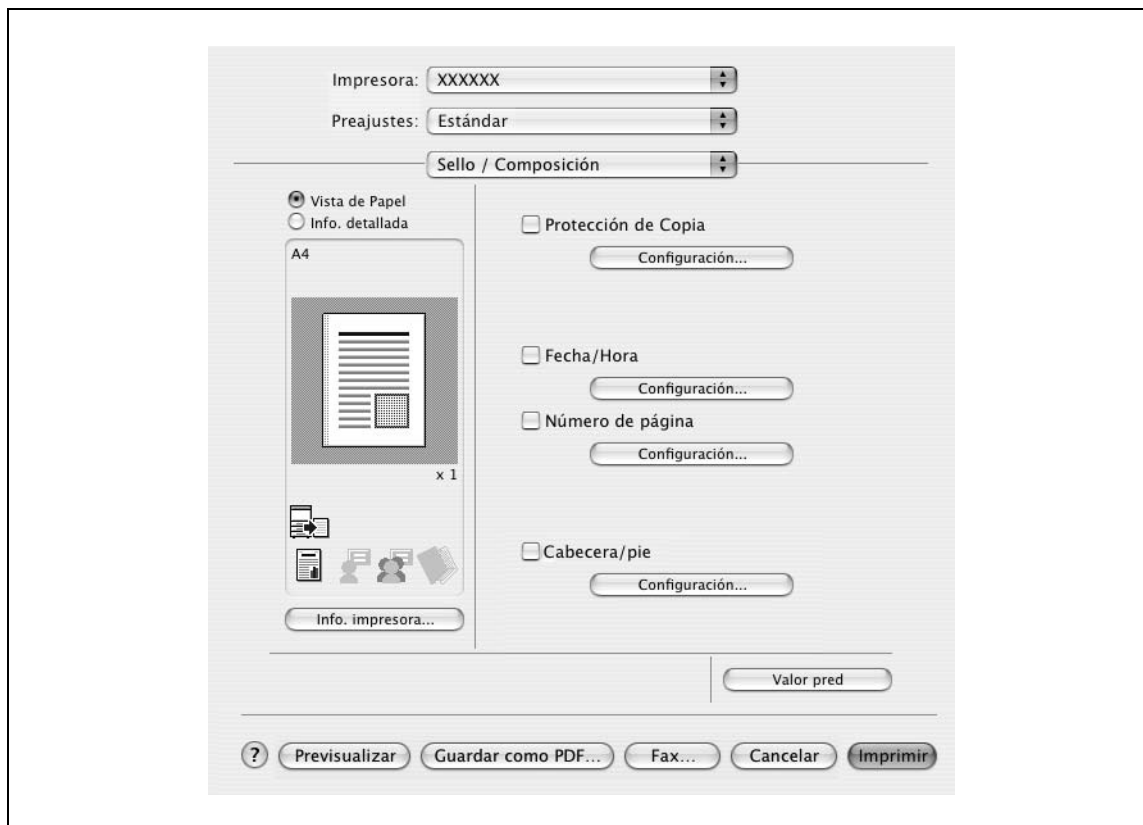 Impresora: XXXXXX
Preajustes: Estándar
Sello / Composición
Vista de Papel
Info. detallada
A4
x 1
Info. impresora...
Protección de Copia
Configuración...
Fecha/Hora
Configuración...
Número de página
Configuración...
Cabecera/pie
Configuración...
Valor pred
? Previsualizar Guardar como PDF... Fax... Cancelar Imprimir